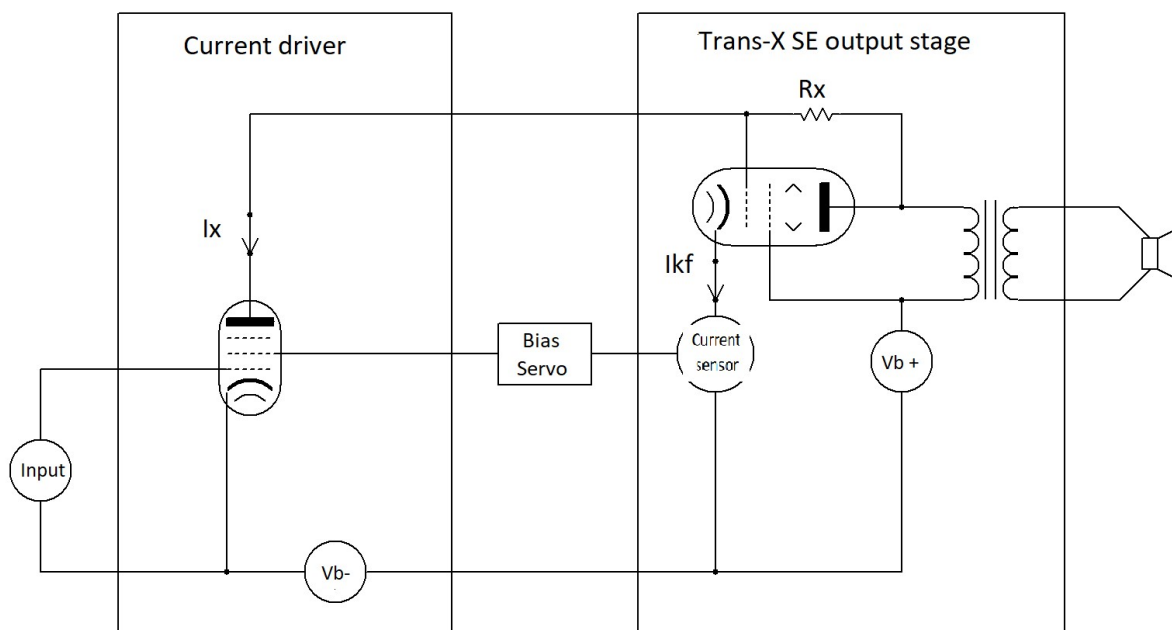 Current driver
Trans-X SE output stage
Rx
Ix
Ikf
Bias
Servo
Current
sensor
Vb +
Input
Vb-